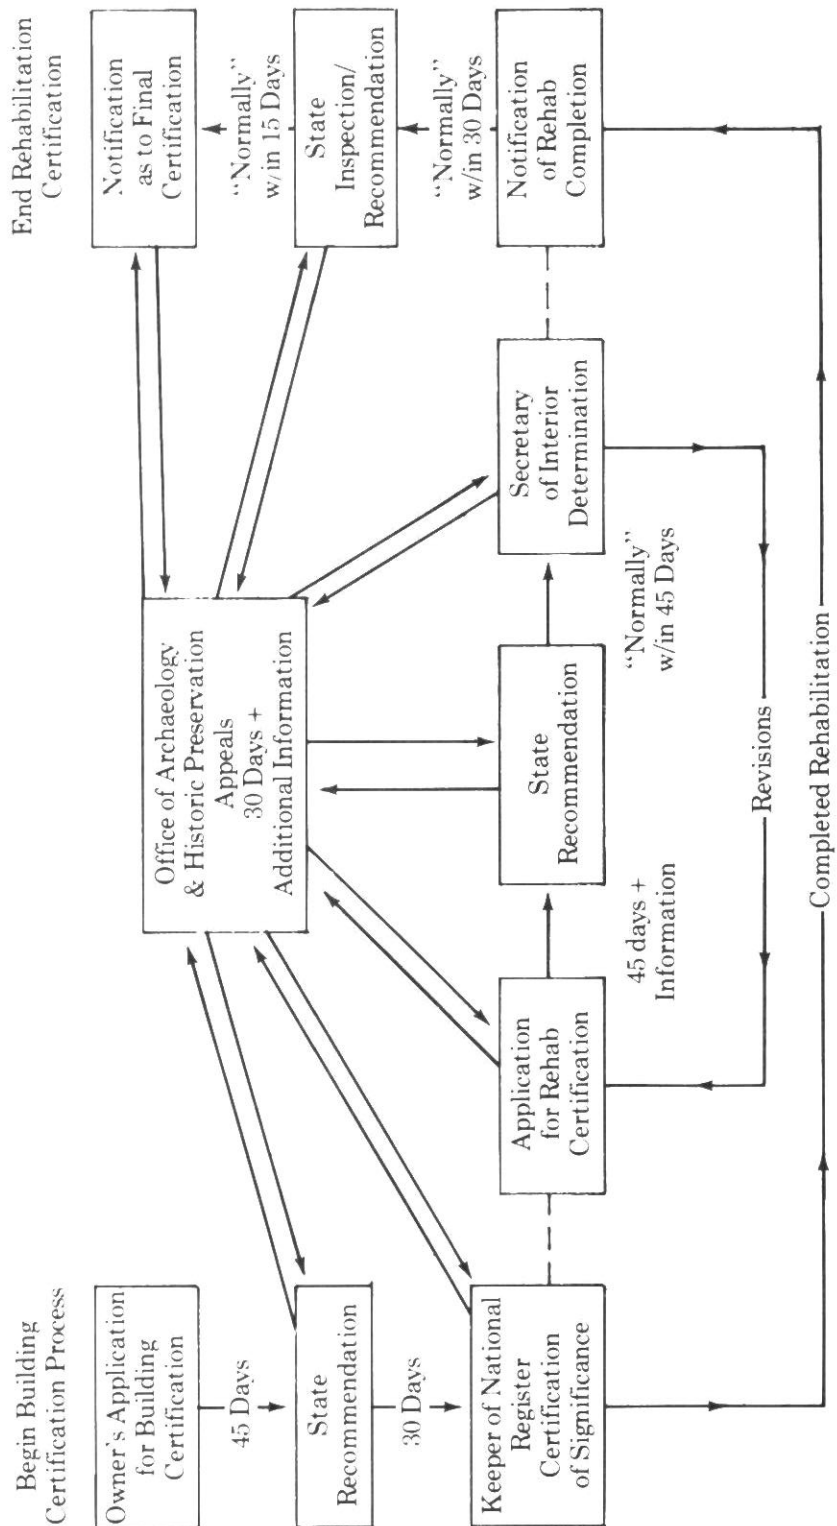 Begin Building
Certification Process
Owner's Application
for Building
Certification
45 Days
State
Recommendation
30 Days
Keeper of National
Register
Certification
of Significance
Office of Archaeology
& Historic Preservation
Appeals
30 Days +
Additional Information
Application
for Rehab
Certification
45 days +
Information
State
Recommendation
"Normally"
w/in 45 Days
Secretary
of Interior
Determination
Revisions
Completed Rehabilitation
End Rehabilitation
Certification
Notification
as to Final
Certification
"Normally"
w/in 15 Days
State
Inspection/
Recommendation
"Normally"
w/in 30 Days
Notification
of Rehab
Completion